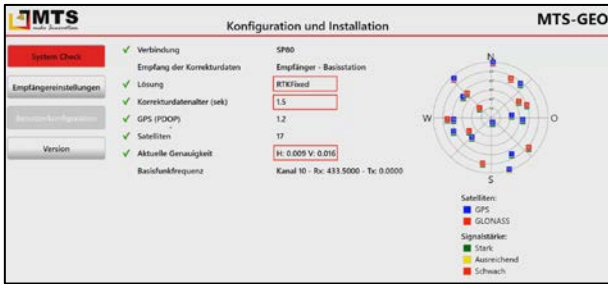 MTS
make Innovation
Konfiguration und Installation
MTS-GEO
System Check
Empfängereinstellungen
Version
Verbindung SP80
Empfang der Korrekturdaten Empfänger - Basisstation
Lösung RTKFixed
Korrekturdatenalter (sek) 1.5
GPS (PDOP) 1.2
Satelliten 17
Aktuelle Genauigkeit H: 0.009 V: 0.016
Basisfunkfrequenz Kanal 10 - Rx: 433.5000 - Tx: 0.0000
N
W O
S
Satelliten:
GPS
GLONASS
Signalstärke:
Stark
Ausreichend
Schwach